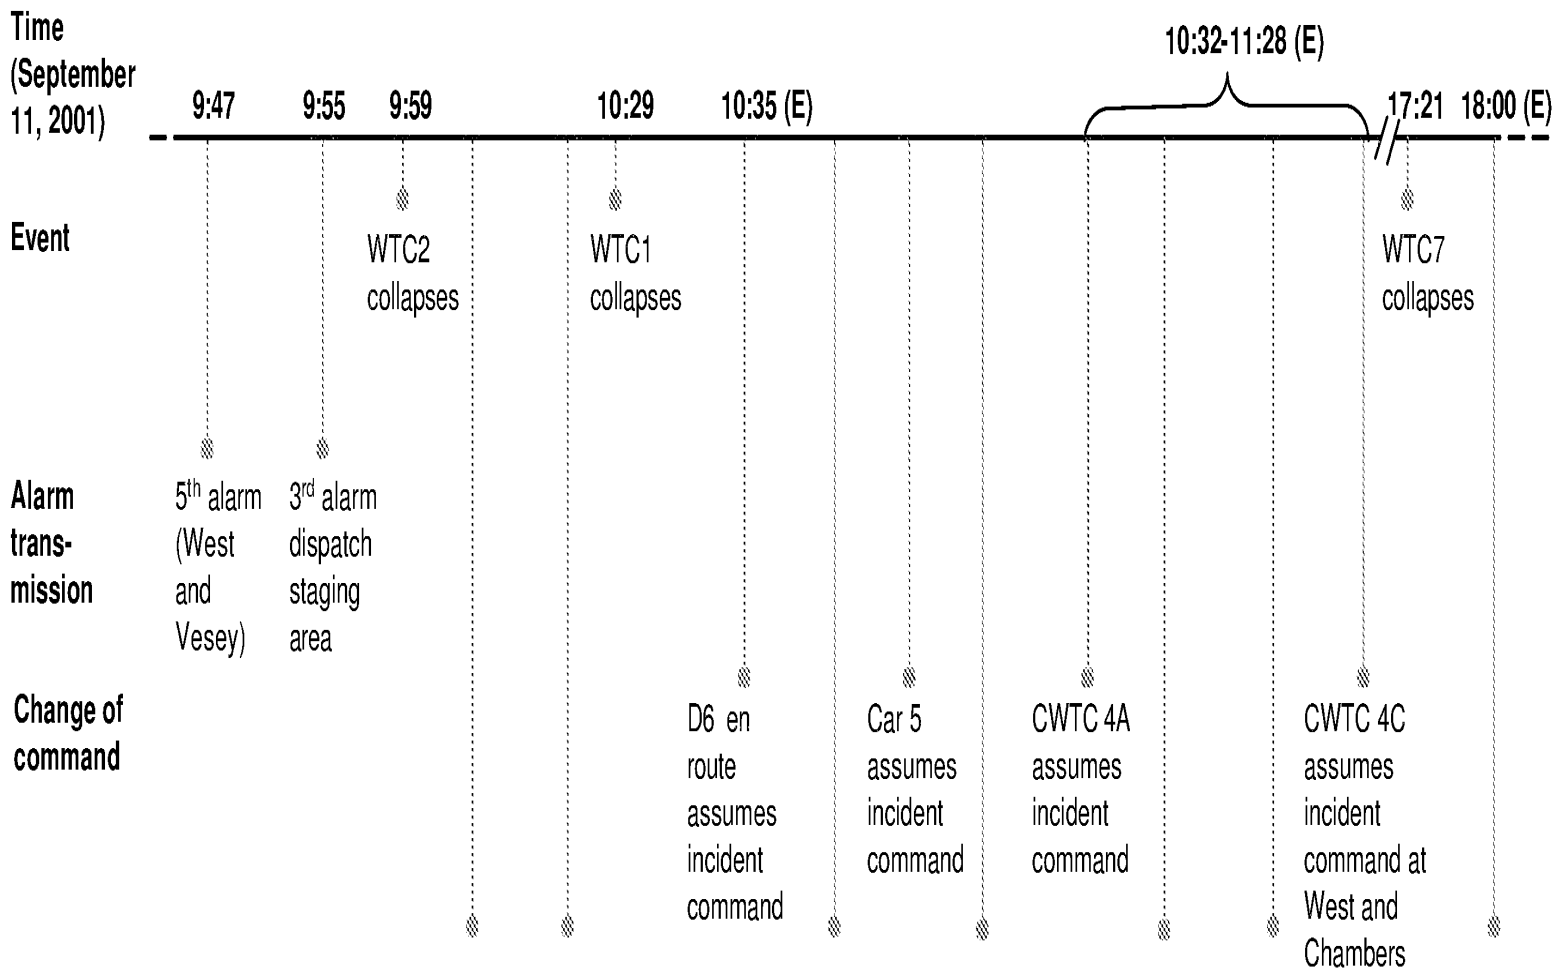 Time
(September
11, 2001)
9:47
9:55
9:59
10:29
10:35 (E)
10:32-11:28 (E)
17:21
18:00 (E)
Event
WTC2
collapses
WTC1
collapses
WTC7
collapses
Alarm
trans-
mission
5th alarm
(West
and
Vesey)
3rd alarm
dispatch
staging
area
Change of
command
D6 en
route
assumes
incident
command
Car 5
assumes
incident
command
CWTC 4A
assumes
incident
command
CWTC 4C
assumes
incident
command at
West and
Chambers